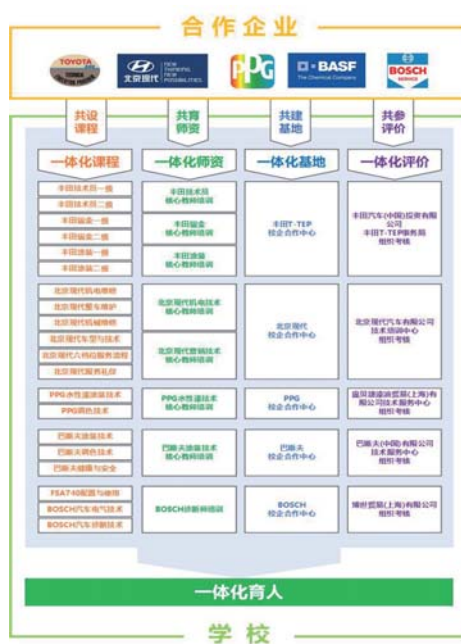 合作企业
TOYOTA
北京现代
NEW
THINKING.
NEW
POSSIBILITIES.
PPG
BASF
The Chemical Company
BOSCH
SERVICE
共设
课程
共育
师资
共建
基地
共参
评价
一体化课程
一体化师资
一体化基地
一体化评价
丰田技术员一级
丰田技术员二级
丰田钣金一级
丰田钣金二级
丰田涂装一级
丰田涂装二级
丰田技术员
核心教师培训
丰田钣金
核心教师培训
丰田涂装
核心教师培训
丰田T-TEP
校企合作中心
丰田汽车(中国)投资有限
公司
丰田T-TEP事务局
组织考核
北京现代机电维修
北京现代整车维护
北京现代机械维修
北京现代车型与技术
北京现代六档位服务流程
北京现代服务礼仪
北京现代机电技术
核心教师培训
北京现代营销技术
核心教师培训
北京现代
校企合作中心
北京现代汽车有限公司
技术培训中心
组织考核
PPG水性漆涂装技术
PPG调色技术
PPG水性漆技术
核心教师培训
PPG
校企合作中心
庞贝捷漆油贸易(上海)有
限公司技术服务中心
组织考核
巴斯夫涂装技术
巴斯夫调色技术
巴斯夫健康与安全
巴斯夫涂装技术
核心教师培训
巴斯夫
校企合作中心
巴斯夫(中国)有限公司
技术服务中心
组织考核
FSA740配置与使用
BOSCH汽车电气技术
BOSCH汽车诊断技术
BOSCH诊断师培训
BOSCH
校企合作中心
博世贸易(上海)有限公司
组织考核
一体化育人
学校